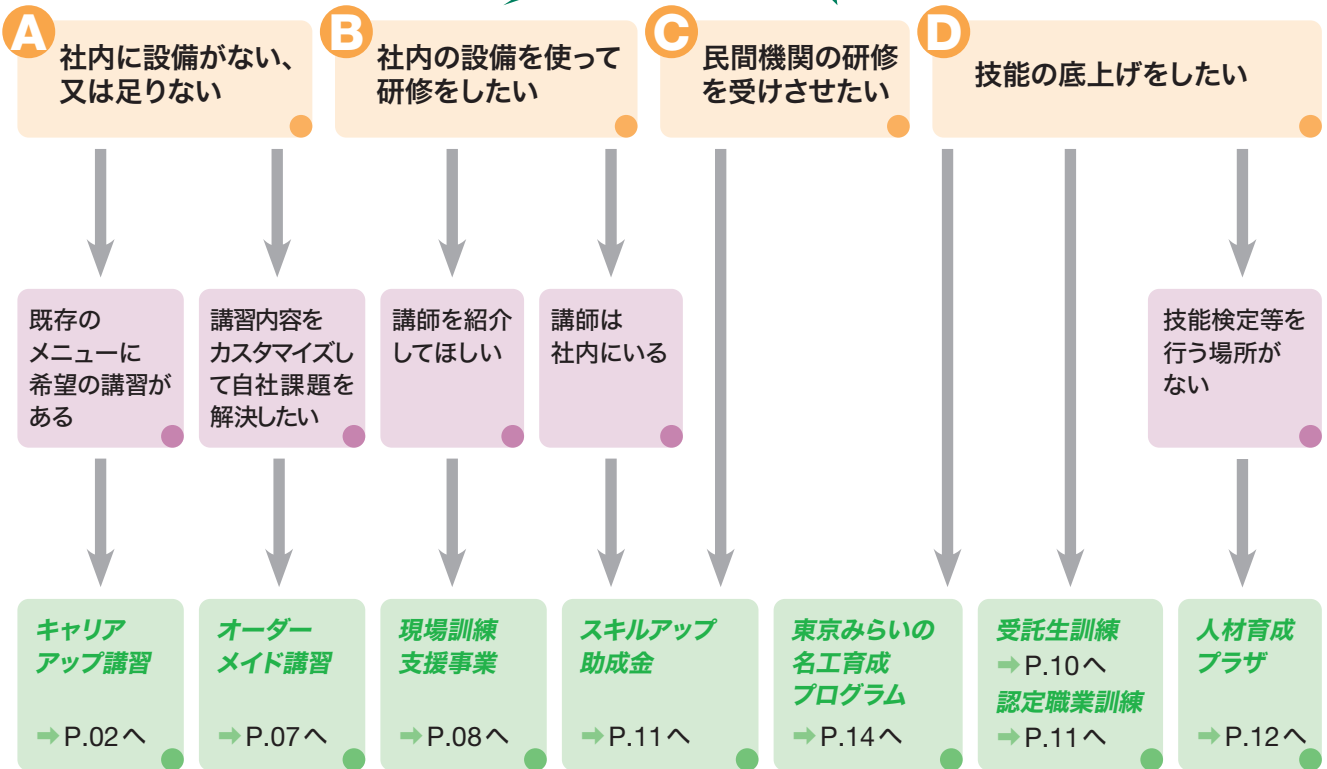 A
社内に設備がない、
又は足りない
B
社内の設備を使って
研修をしたい
C
民間機関の研修
を受けさせたい
D
技能の底上げをしたい
既存の
メニューに
希望の講習が
ある
講習内容を
カスタマイズし
て自社課題を
解決したい
講師を紹介
してほしい
講師は
社内にいる
技能検定等を
行う場所が
ない
キャリア
アップ講習
➡P.02へ
オーダー
メイド講習
➡P.07へ
現場訓練
支援事業
➡P.08へ
スキルアップ
助成金
➡P.11へ
東京みらいの
名工育成
プログラム
➡P.14へ
受託生訓練
➡P.10へ
認定職業訓練
➡P.11へ
人材育成
プラザ
➡P.12へ